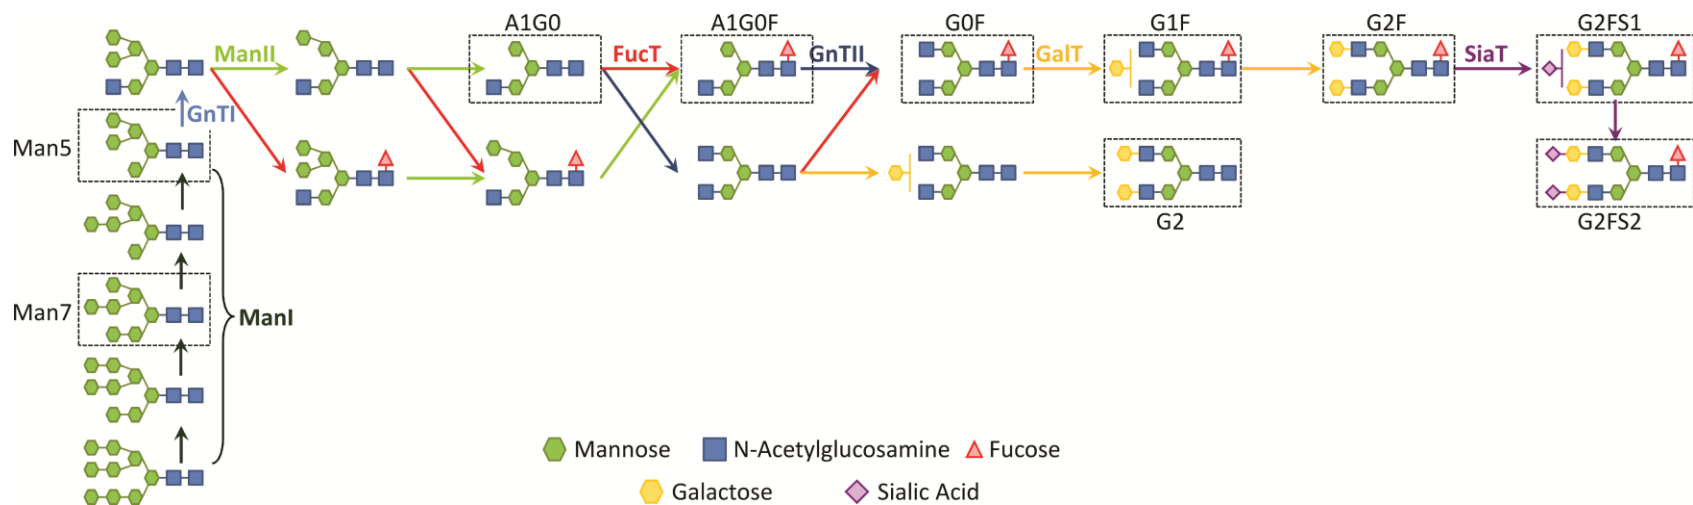 A1G0 A1G0F G0F G1F G2F G2FS1
ManII FucT GnTII GalT SiaT
GnTI
Man5
G2 G2FS2
Man7
ManI
Mannose N-Acetylglucosamine Fucose
Galactose Sialic Acid